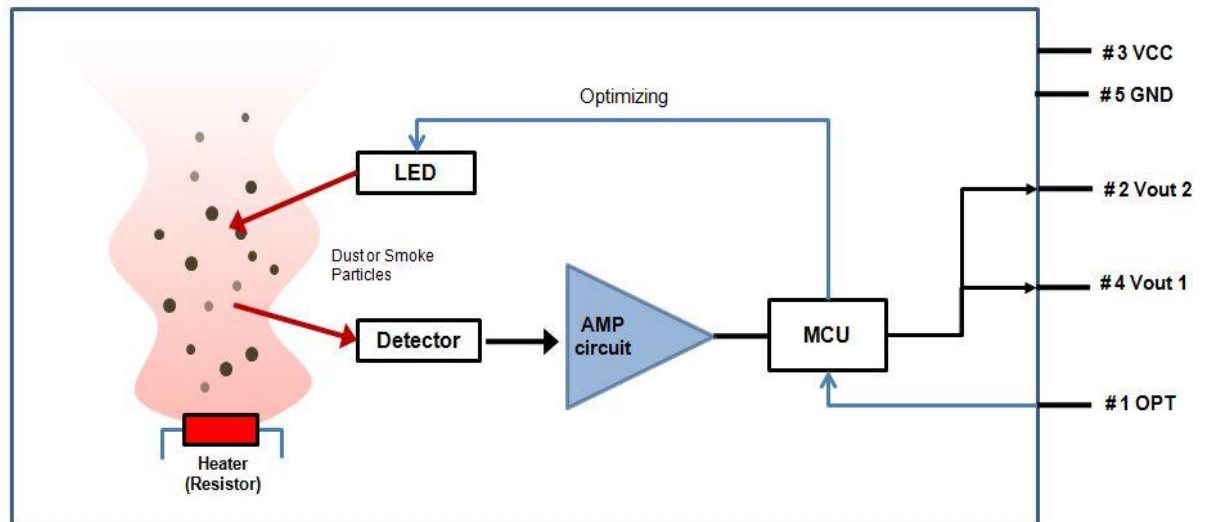 # 3 VCC
# 5 GND
Optimizing
LED
# 2 Vout 2
Dust or Smoke
Particles
# 4 Vout 1
AMP
circuit
Detector
MCU
# 1 OPT
Heater
(Resistor)